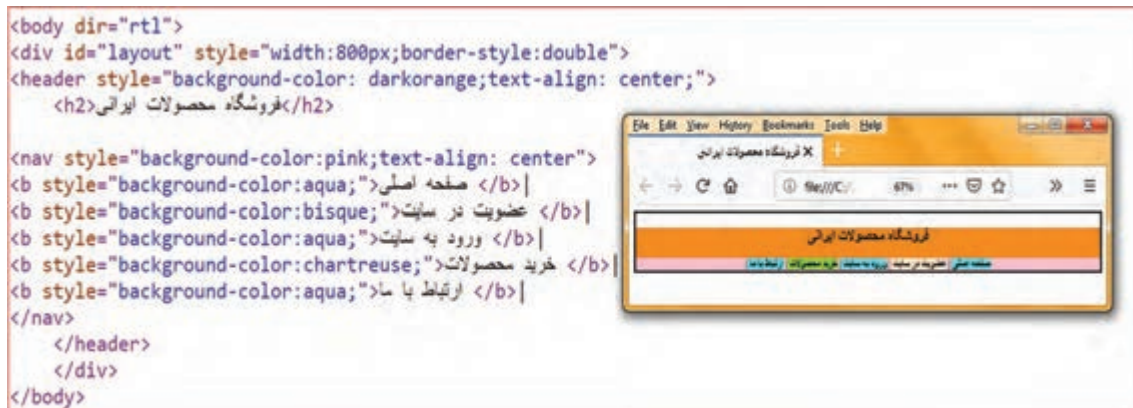 <body dir="rtl">
<div id="layout" style="width:800px;border-style:double">
<header style="background-color: darkorange;text-align: center;">
<h2>فروشگاه محصولات ایرانی</h2>
<nav style="background-color:pink;text-align: center">
<b style="background-color:aqua;">صفحه اصلی </b>|
<b style="background-color:bisque;">عضویت در سایت </b>|
<b style="background-color:aqua;">ورود به سایت </b>|
<b style="background-color:chartreuse;">خرید محصولات </b>|
<b style="background-color:aqua;">ارتباط با ما </b>|
</nav>
</header>
</div>
</body>
File Edit View History Bookmarks Tools Help
فروشگاه محصولات ایرانی
file:///C:/ 67%
فروشگاه محصولات ایرانی
صفحه اصلی | عضویت در سایت | ورود به سایت | خرید محصولات | ارتباط با ما |